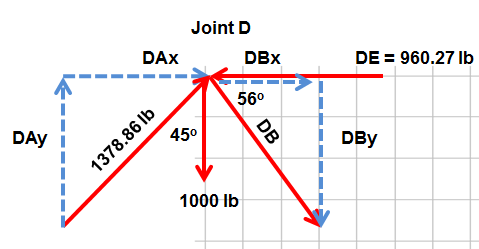 Joint D
DAx
DBx
DE = 960.27 lb
DAy
1378.86 lb
45º
56º
DB
DBy
1000 lb